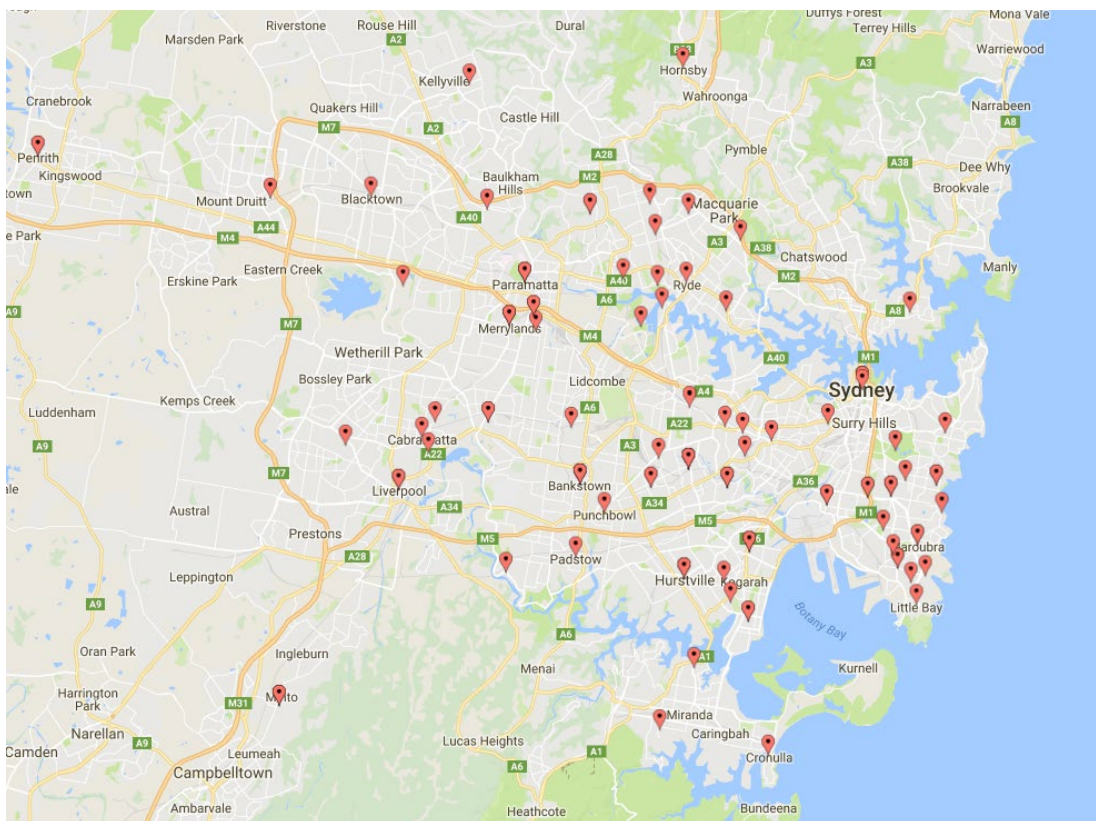 Riverstone
Rouse Hill
Dural
Duffys Forest
Mona Vale
Terrey Hills
Marsden Park
A2
A3
Warriewood
Hornsby
Kellyville
Wahroonga
Cranebrook
Quakers Hill
Castle Hill
Narrabeen
M7
A2
A8
Penrith
Kingswood
A28
Pymble
A38
Dee Why
Baulkham
Hills
M2
Mount Druitt
Blacktown
Brookvale
Macquarie
Park
A40
A44
A3
A38
M4
Chatswood
Erskine Park
Eastern Creek
Parramatta
A40
Ryde
M2
Manly
A6
A9
M7
Merrylands
A8
M4
Wetherill Park
A40
M1
Bossley Park
Lidcombe
A4
Sydney
Kemps Creek
Luddenham
A6
A22
Surry Hills
A9
Cabramatta
A3
A22
M7
Liverpool
Bankstown
A36
A34
A34
Austral
Punchbowl
M1
Prestons
M5
M5
A28
Padstow
Leppington
Hurstville
Kogarah
Little Bay
A9
A6
Botany Bay
Oran Park
Ingleburn
A1
Menai
Kurnell
Harrington
Park
M31
Miranda
Narellan
A9
Caringbah
Camden
Leumeah
Lucas Heights
A1
Cronulla
Campbelltown
A6
Ambarvale
Heathcote
Bundeena